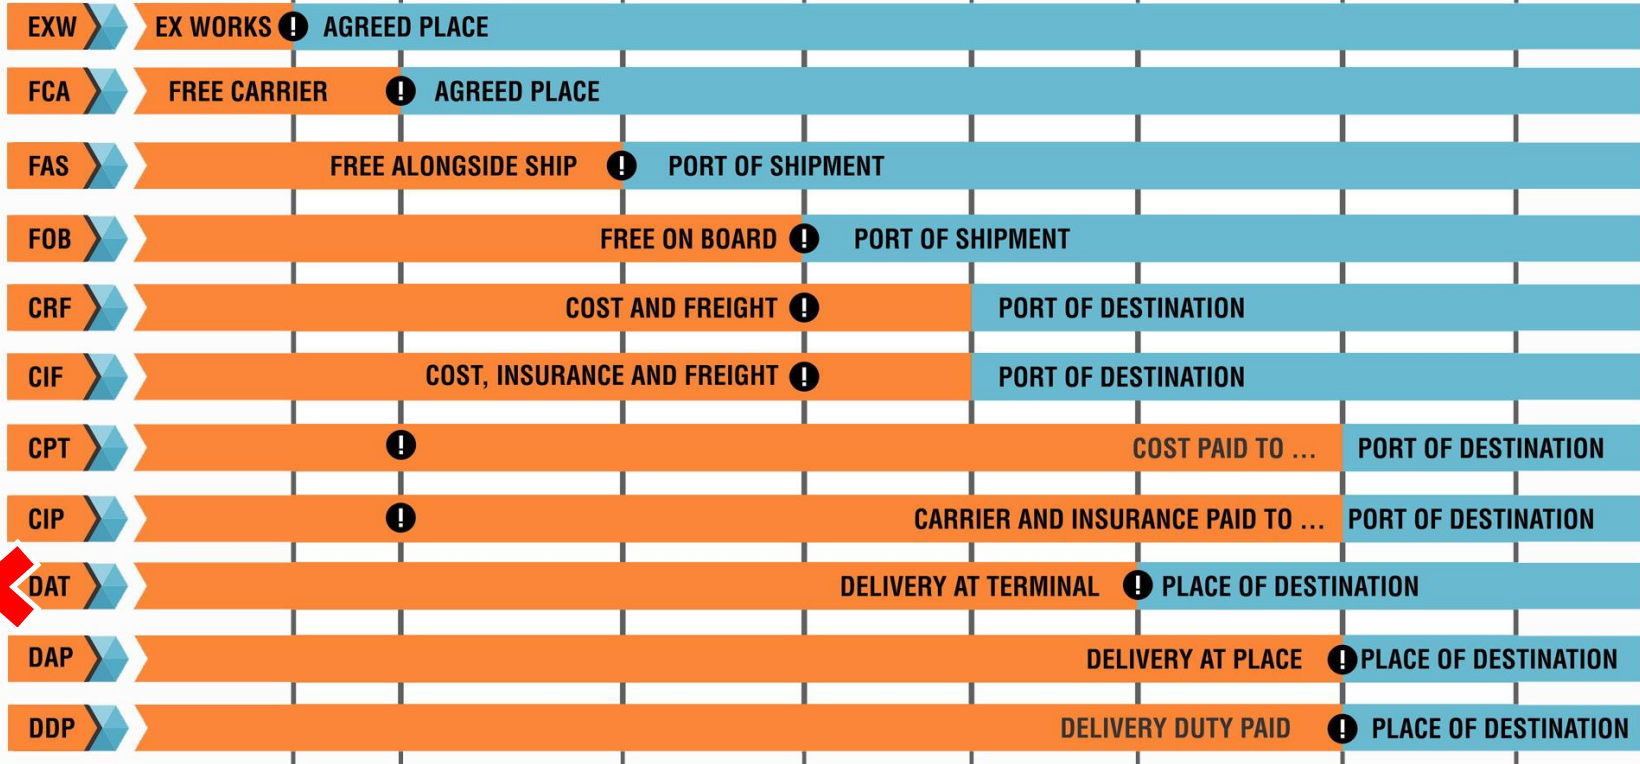 EXW EX WORKS ! AGREED PLACE
FCA FREE CARRIER ! AGREED PLACE
FAS FREE ALONGSIDE SHIP ! PORT OF SHIPMENT
FOB FREE ON BOARD ! PORT OF SHIPMENT
CRF COST AND FREIGHT ! PORT OF DESTINATION
CIF COST, INSURANCE AND FREIGHT ! PORT OF DESTINATION
CPT ! COST PAID TO ... PORT OF DESTINATION
CIP ! CARRIER AND INSURANCE PAID TO ... PORT OF DESTINATION
DAT DELIVERY AT TERMINAL ! PLACE OF DESTINATION
DAP DELIVERY AT PLACE ! PLACE OF DESTINATION
DDP DELIVERY DUTY PAID ! PLACE OF DESTINATION